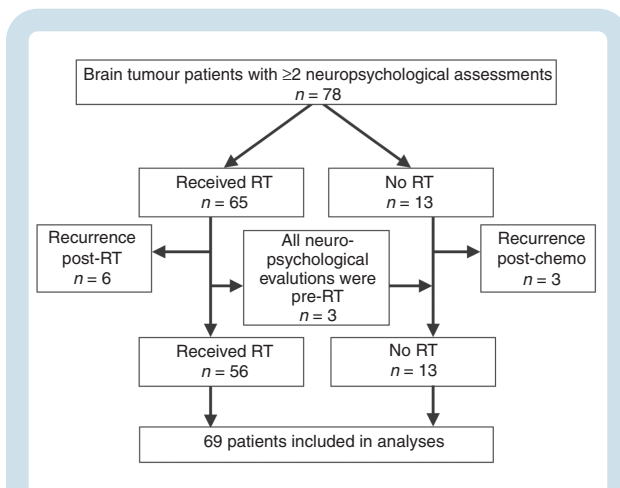 Brain tumour patients with ≥2 neuropsychological assessments
n = 78
Received RT
n = 65
No RT
n = 13
Recurrence
post-RT
n = 6
All neuro-
psychological
evalutions were
pre-RT
n = 3
Recurrence
post-chemo
n = 3
Received RT
n = 56
No RT
n = 13
69 patients included in analyses